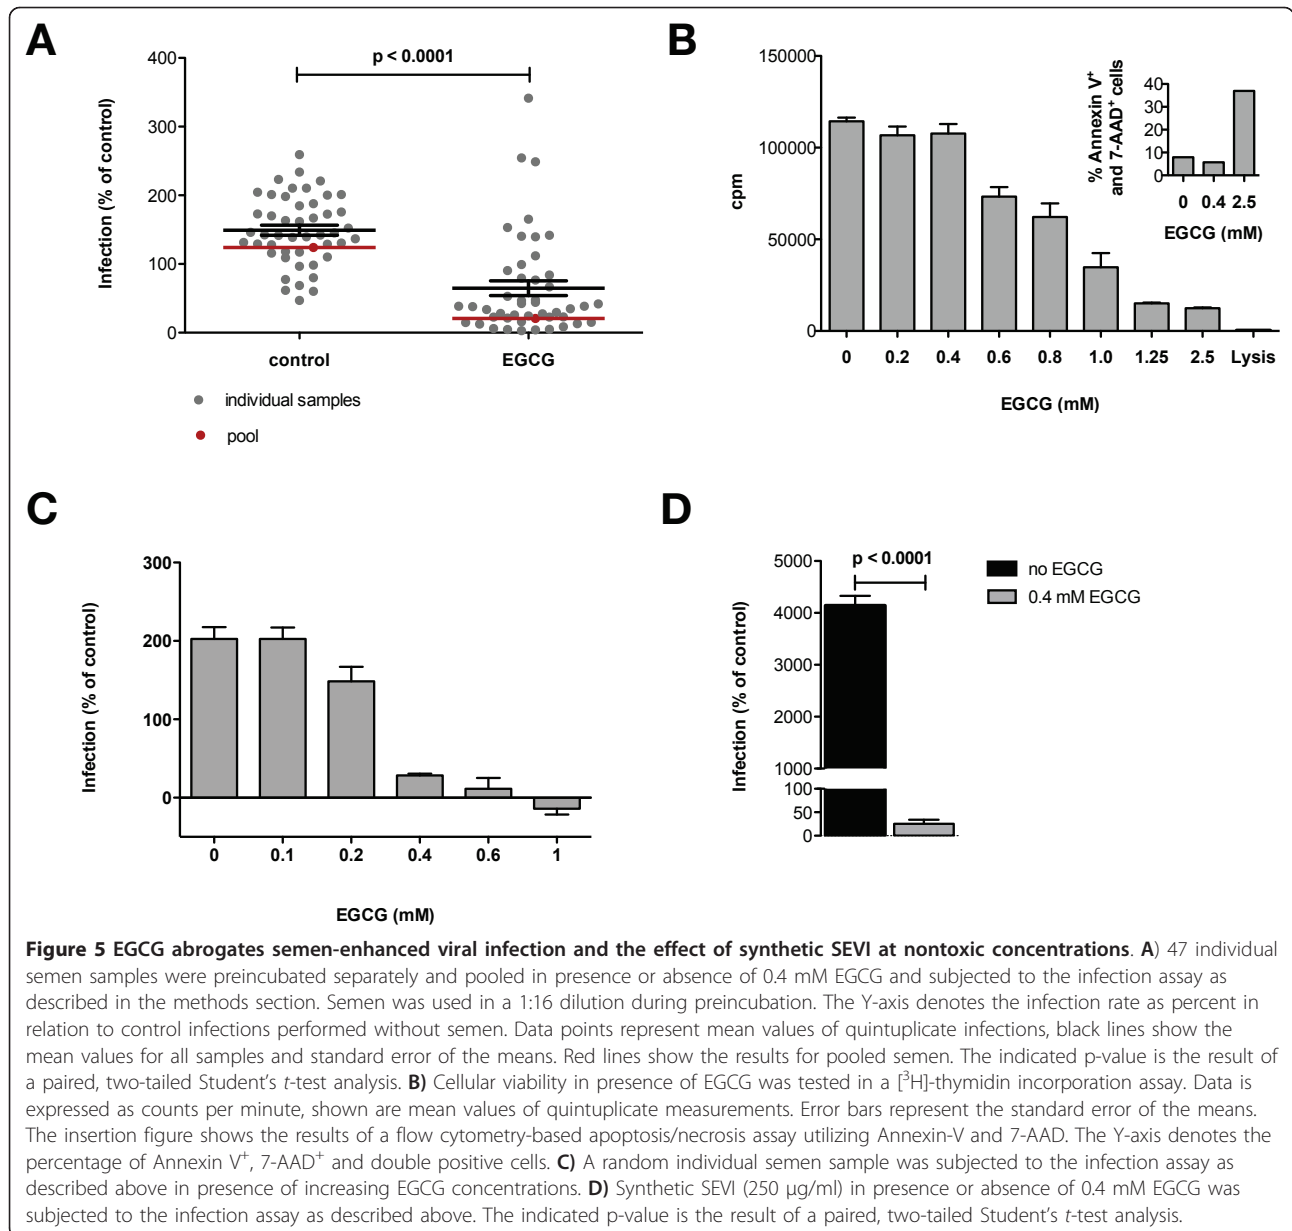 A
p < 0.0001
400
300
200
100
0
Infection (% of control)
control
EGCG
individual samples
pool
B
150000
100000
50000
0
cpm
0
0.2
0.4
0.6
0.8
1.0
1.25
2.5
Lysis
EGCG (mM)
% Annexin V+
and 7-AAD+ cells
40
30
20
10
0
0
0.4
2.5
EGCG (mM)
C
300
200
100
0
Infection (% of control)
0
0.1
0.2
0.4
0.6
1
EGCG (mM)
D
p < 0.0001
5000
4000
3000
2000
1000
100
50
0
Infection (% of control)
no EGCG
0.4 mM EGCG
Figure 5 EGCG abrogates semen-enhanced viral infection and the effect of synthetic SEVI at nontoxic concentrations. A) 47 individual
semen samples were preincubated separately and pooled in presence or absence of 0.4 mM EGCG and subjected to the infection assay as
described in the methods section. Semen was used in a 1:16 dilution during preincubation. The Y-axis denotes the infection rate as percent in
relation to control infections performed without semen. Data points represent mean values of quintuplicate infections, black lines show the
mean values for all samples and standard error of the means. Red lines show the results for pooled semen. The indicated p-value is the result of
a paired, two-tailed Student's t-test analysis. B) Cellular viability in presence of EGCG was tested in a [³H]-thymidin incorporation assay. Data is
expressed as counts per minute, shown are mean values of quintuplicate measurements. Error bars represent the standard error of the means.
The insertion figure shows the results of a flow cytometry-based apoptosis/necrosis assay utilizing Annexin-V and 7-AAD. The Y-axis denotes the
percentage of Annexin V+, 7-AAD+ and double positive cells. C) A random individual semen sample was subjected to the infection assay as
described above in presence of increasing EGCG concentrations. D) Synthetic SEVI (250 μg/ml) in presence or absence of 0.4 mM EGCG was
subjected to the infection assay as described above. The indicated p-value is the result of a paired, two-tailed Student's t-test analysis.